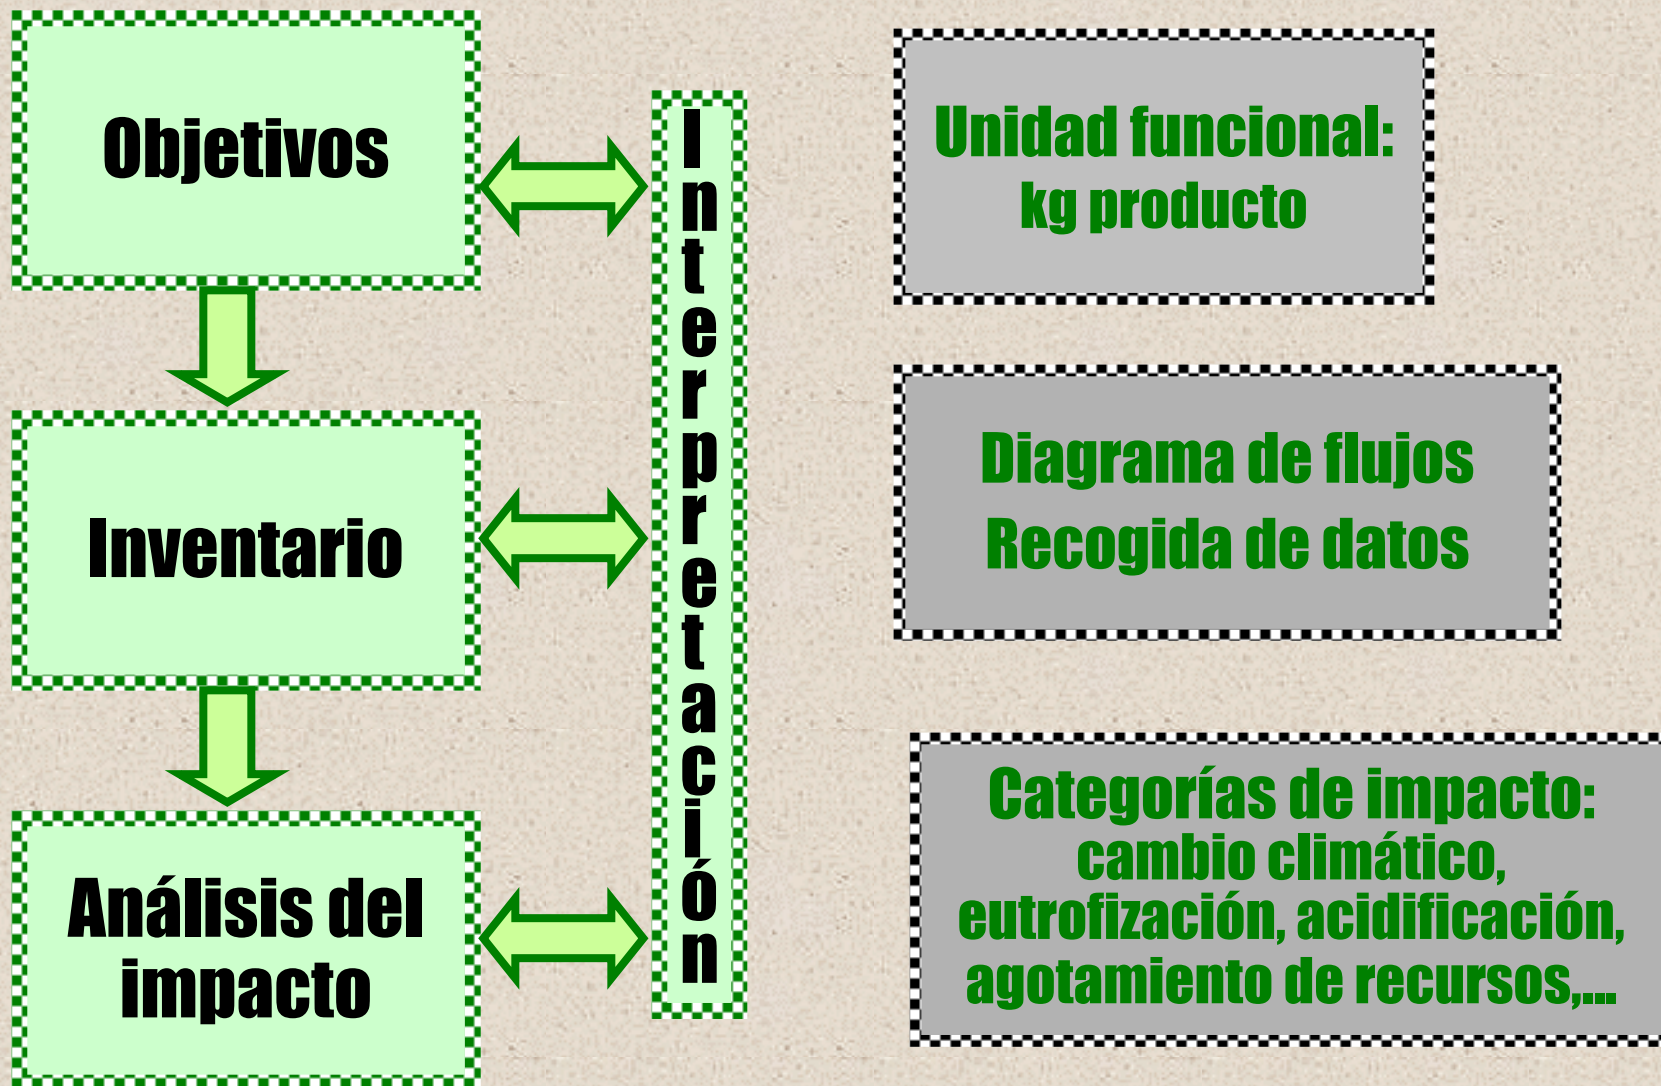 Objetivos
Inventario
Análisis del
impacto
Interpretación
Unidad funcional:
kg producto
Diagrama de flujos
Recogida de datos
Categorías de impacto:
cambio climático,
eutrofización, acidificación,
agotamiento de recursos,...